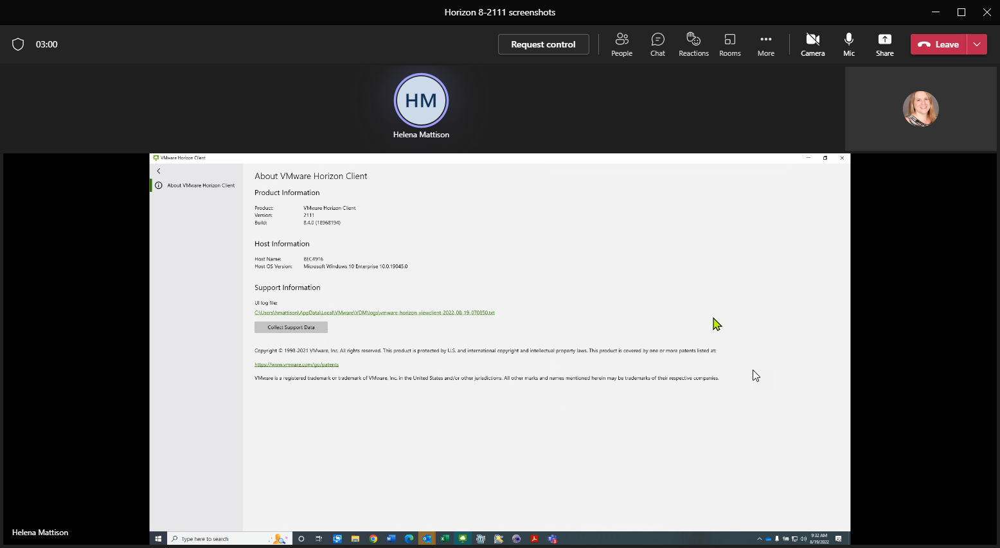 Horizon 8-2111 screenshots
03:00
Request control
People
Chat
Reactions
Rooms
More
Camera
Mic
Share
Leave
HM
Helena Mattison
VMware Horizon Client
About VMware Horizon Client
About VMware Horizon Client
Product Information
Product: VMware Horizon Client
Version: 2111
Build: 8.4.0 (18968194)
Host Information
Host Name: BEC4916
Host OS Version: Microsoft Windows 10 Enterprise 10.0.19045.0
Support Information
UI log file:
C:\Users\hmattison\AppData\Local\VMware\VDM\logs\vmware-horizon-viewclient-2022-08-19-070850.txt
Collect Support Data
Copyright © 1998-2021 VMware, Inc. All rights reserved. This product is protected by U.S. and international copyright and intellectual property laws. This product is covered by one or more patents listed at:
https://www.vmware.com/go/patents
VMware is a registered trademark or trademark of VMware, Inc. in the United States and/or other jurisdictions. All other marks and names mentioned herein may be trademarks of their respective companies.
Helena Mattison
Type here to search
9:32 AM
8/19/2022